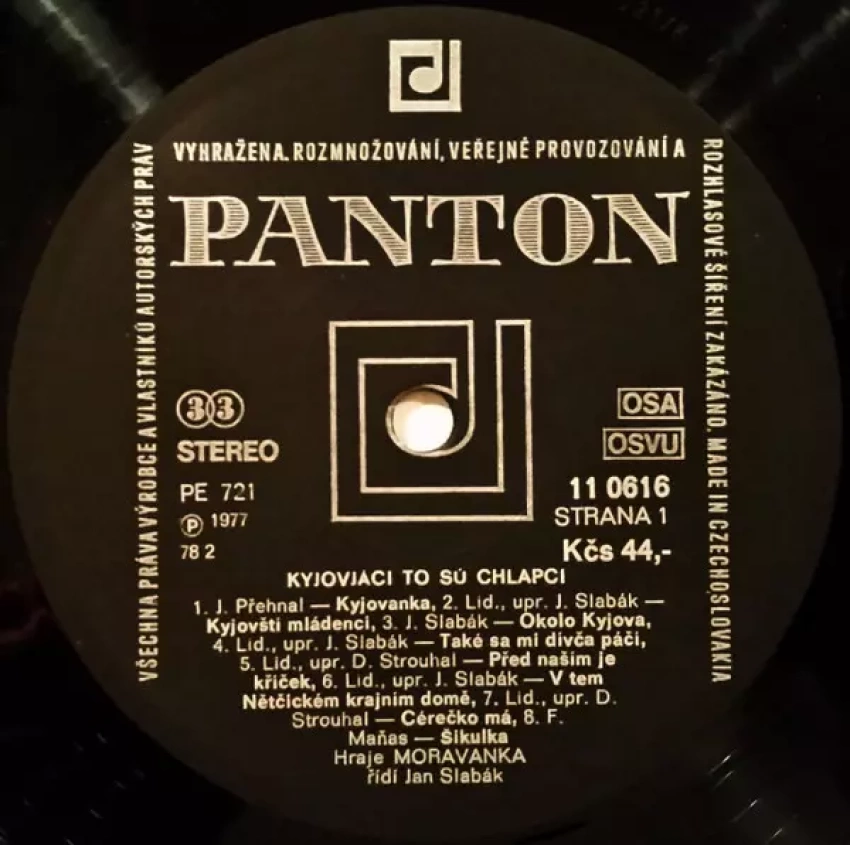 VŠECHNA PRÁVA VÝROBCE A VLASTNÍKŮ AUTORSKÝCH PRÁV
VYHRAŽENA. ROZMNOŽOVÁNÍ, VEŘEJNÉ PROVOZOVÁNÍ A
ROZHLASOVÉ ŠÍŘENÍ ZAKÁZÁNO. MADE IN CZECHOSLOVAKIA
PANTON
33
STEREO
PE 721
Ⓟ 1977
78 2
OSA
OSVU
11 0616
STRANA 1
Kčs 44,-
KYJOVJACI TO SÚ CHLAPCI
1. J. Přehnal — Kyjovanka, 2. Lid., upr. J. Slabák —
Kyjovští mládenci, 3. J. Slabák — Okolo Kyjova,
4. Lid., upr. J. Slabák — Také sa mi divča páči,
5. Lid., upr. D. Strouhal — Před naším je
křiček, 6. Lid., upr. J. Slabák — V tem
Nětčickém krajním domě, 7. Lid., upr. D.
Strouhal — Cérečko má, 8. F.
Maňas — Šikulka
Hraje MORAVANKA
řídí Jan Slabák